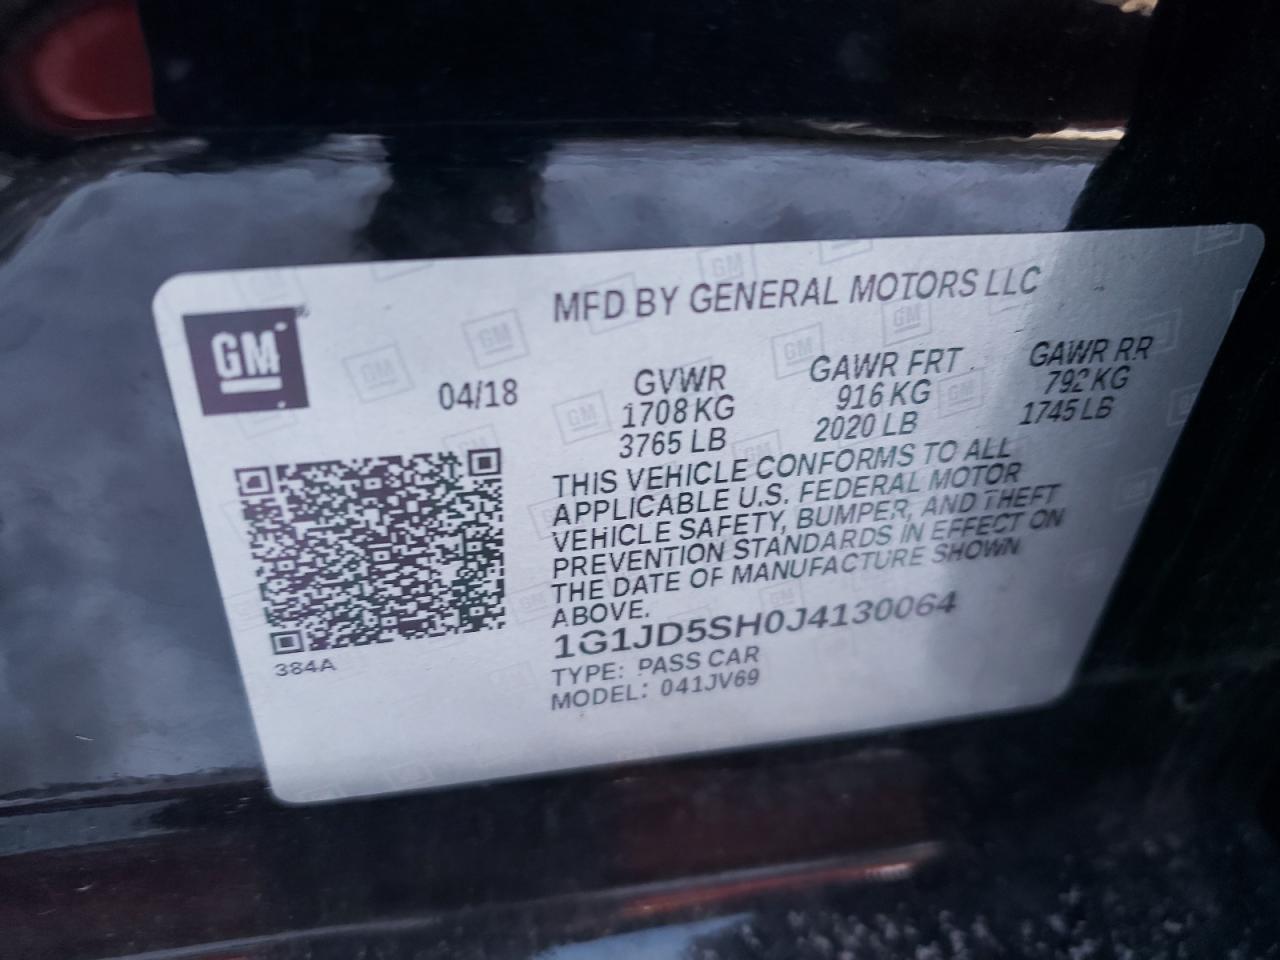 GM
MFD BY GENERAL MOTORS LLC
04/18
GVWR GAWR FRT GAWR RR
1708 KG 916 KG 792 KG
3765 LB 2020 LB 1745 LB
THIS VEHICLE CONFORMS TO ALL
APPLICABLE U.S. FEDERAL MOTOR
VEHICLE SAFETY, BUMPER, AND THEFT
PREVENTION STANDARDS IN EFFECT ON
THE DATE OF MANUFACTURE SHOWN
ABOVE.
1G1JD5SH0J4130064
TYPE: PASS CAR
MODEL: 041JV69
384A